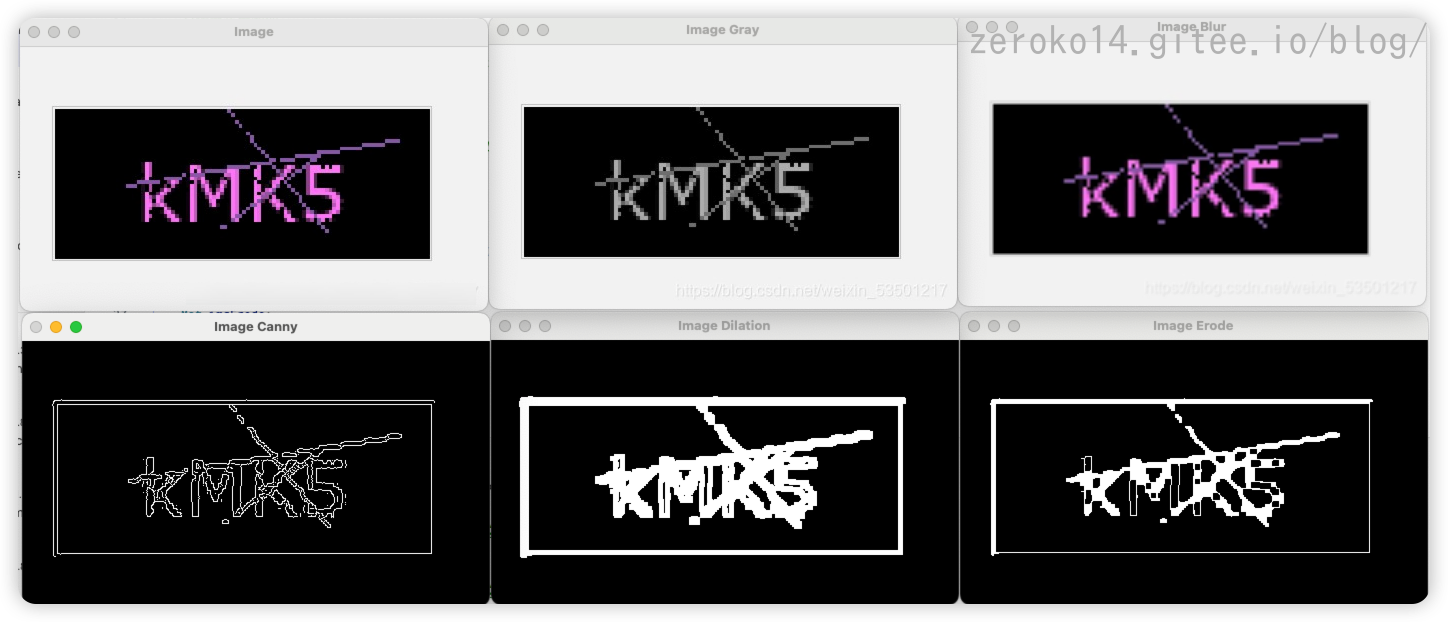 Image
Image Gray
Image Blur
zeroko14.gitee.io/blog/
kMK5
kMK5
kMK5
https://blog.csdn.net/weixin_53501217
https://blog.csdn.net/weixin_53501217
Image Canny
Image Dilation
Image Erode
kMK5
kMK5
kMK5